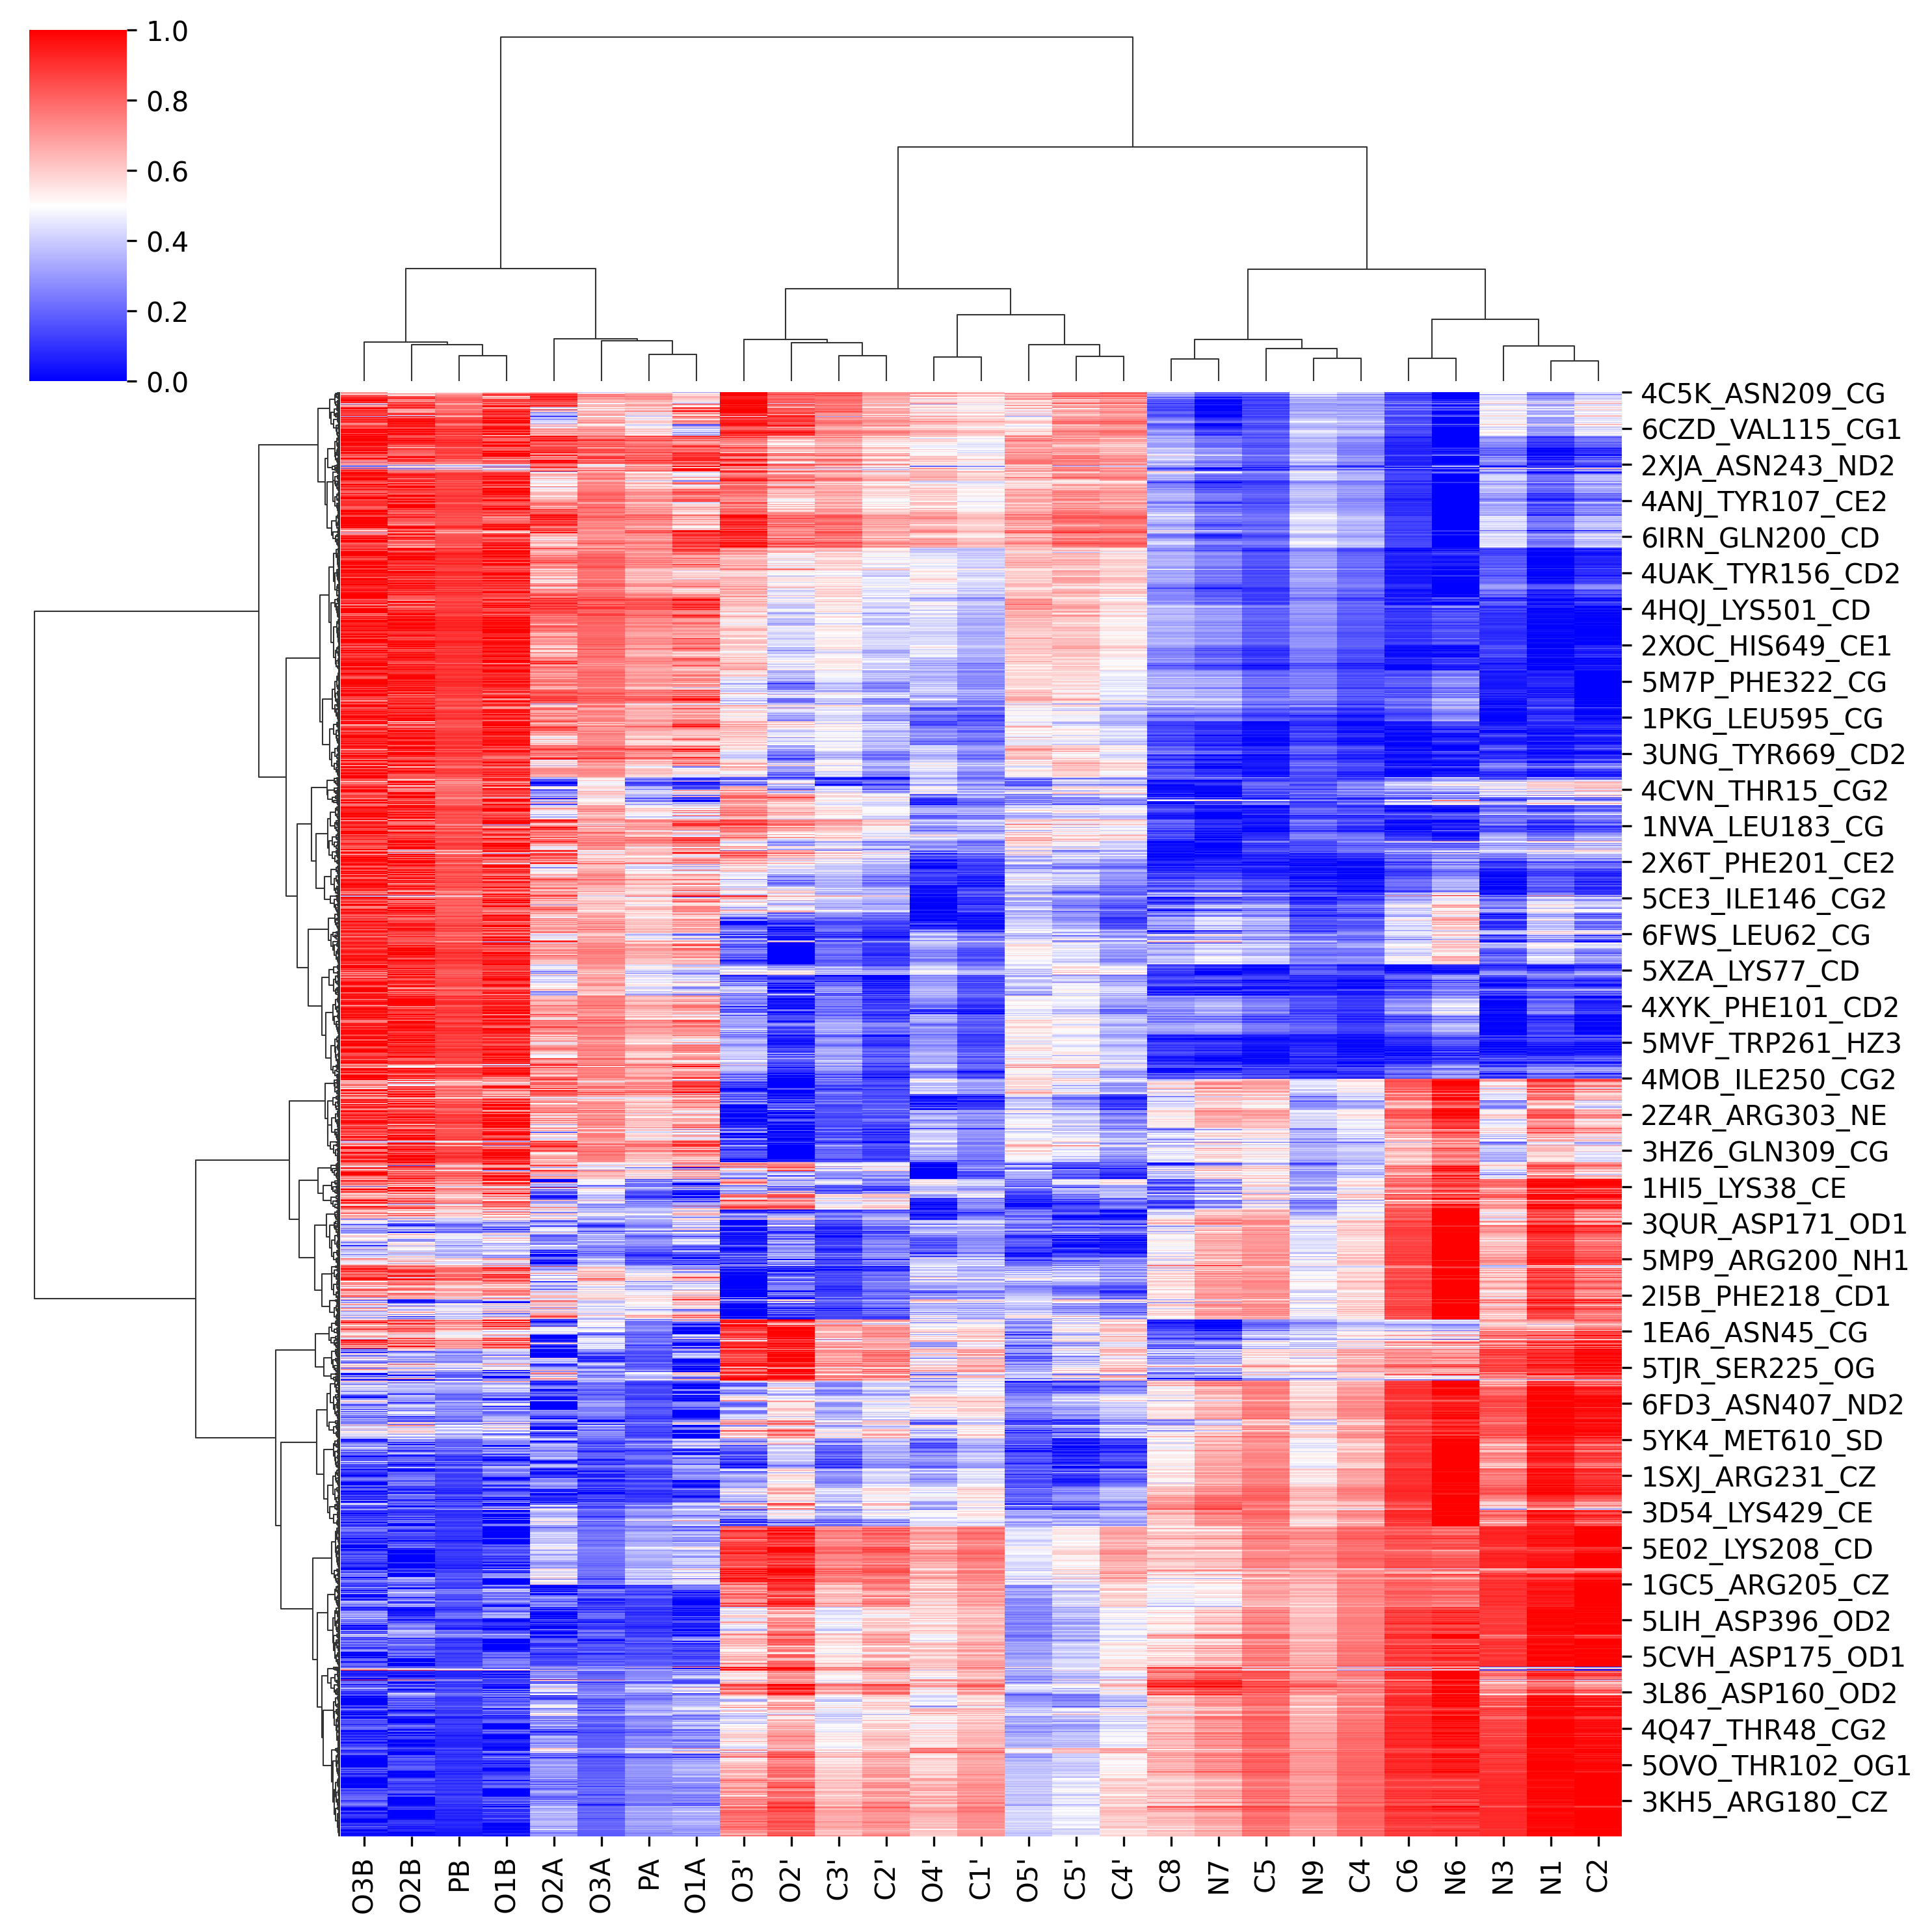 1.0
0.8
0.6
0.4
0.2
0.0
4C5K_ASN209_CG
6CZD_VAL115_CG1
2XJA_ASN243_ND2
4ANJ_TYR107_CE2
6IRN_GLN200_CD
4UAK_TYR156_CD2
4HQJ_LYS501_CD
2XOC_HIS649_CE1
5M7P_PHE322_CG
1PKG_LEU595_CG
3UNG_TYR669_CD2
4CVN_THR15_CG2
1NVA_LEU183_CG
2X6T_PHE201_CE2
5CE3_ILE146_CG2
6FWS_LEU62_CG
5XZA_LYS77_CD
4XYK_PHE101_CD2
5MVF_TRP261_HZ3
4MOB_ILE250_CG2
2Z4R_ARG303_NE
3HZ6_GLN309_CG
1HI5_LYS38_CE
3QUR_ASP171_OD1
5MP9_ARG200_NH1
2I5B_PHE218_CD1
1EA6_ASN45_CG
5TJR_SER225_OG
6FD3_ASN407_ND2
5YK4_MET610_SD
1SXJ_ARG231_CZ
3D54_LYS429_CE
5E02_LYS208_CD
1GC5_ARG205_CZ
5LIH_ASP396_OD2
5CVH_ASP175_OD1
3L86_ASP160_OD2
4Q47_THR48_CG2
5OVO_THR102_OG1
3KH5_ARG180_CZ
O3B
O2B
PB
O1B
O2A
O3A
PA
O1A
O3'
O2'
C3'
C2'
O4'
C1'
O5'
C5'
C4'
C8
N7
C5
N9
C4
C6
N6
N3
N1
C2